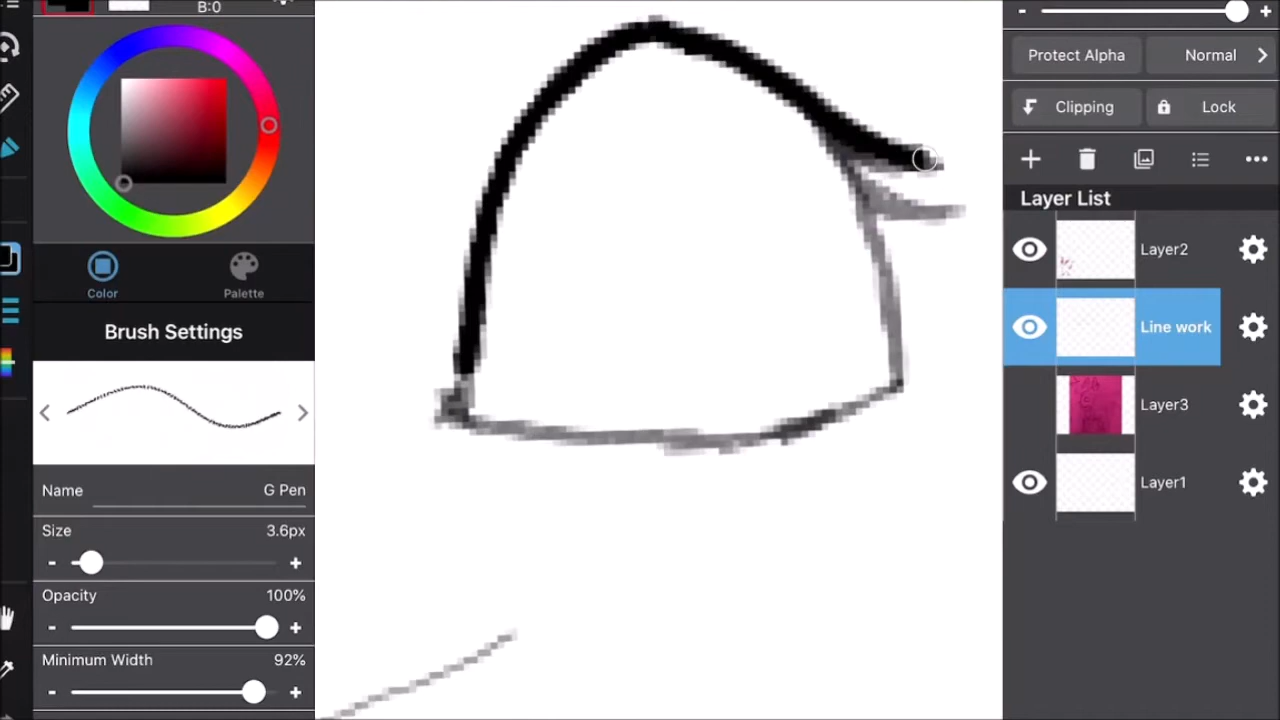 B:0
Color
Palette
Brush Settings
Name G Pen
Size 3.6px
- +
Opacity 100%
- +
Minimum Width 92%
- +
- +
Protect Alpha
Normal
Clipping
Lock
Layer List
Layer2
Line work
Layer3
Layer1